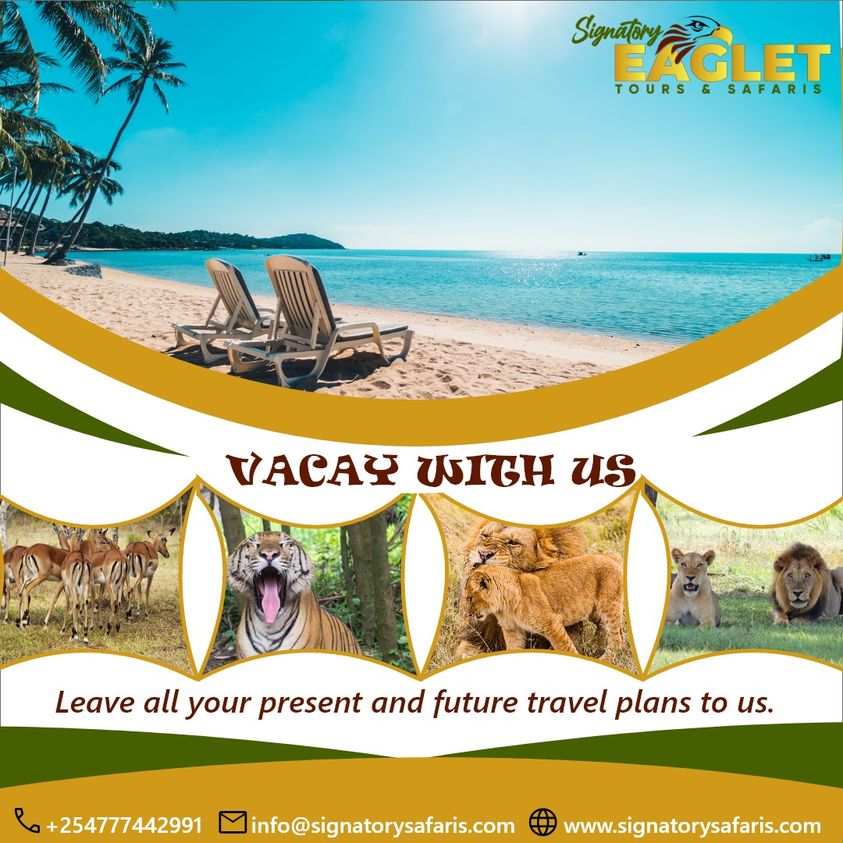 Signatory
EAGLET
TOURS & SAFARIS
VACAY WITH US
Leave all your present and future travel plans to us.
+254777442991 info@signatorysafaris.com www.signatorysafaris.com